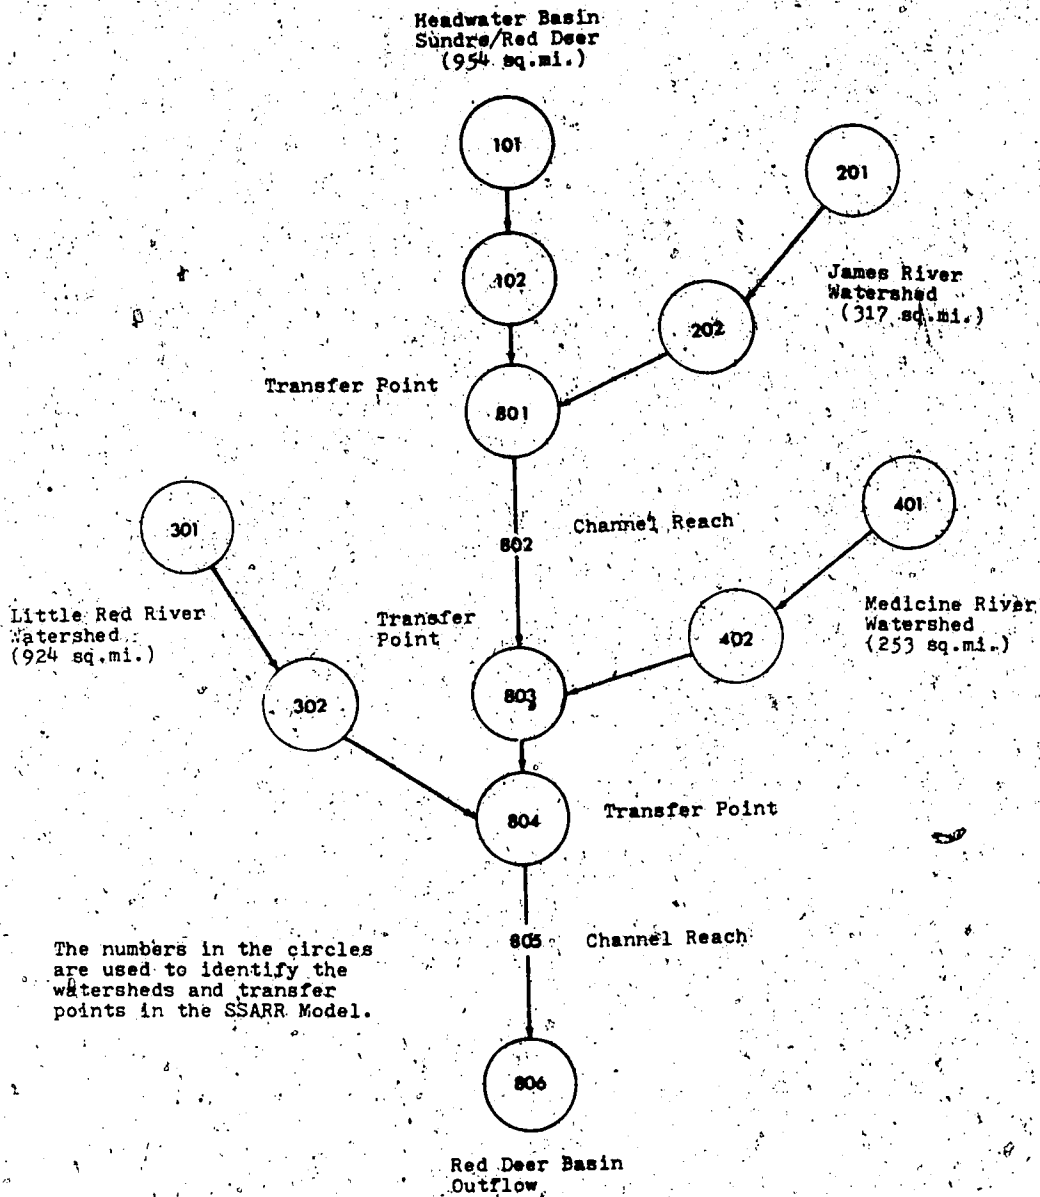 Headwater Basin
Sundre/Red Deer
(954 sq.mi.)
101
201
102
James River
Watershed
(317 sq.mi.)
202
Transfer Point
801
401
301
Channel Reach
802
Little Red River
Watershed
(924 sq.mi.)
Transfer
Point
Medicine River
Watershed
(253 sq.mi.)
402
803
302
804
Transfer Point
805
Channel Reach
The numbers in the circles
are used to identify the
watersheds and transfer
points in the SSARR Model.
806
Red Deer Basin
Outflow